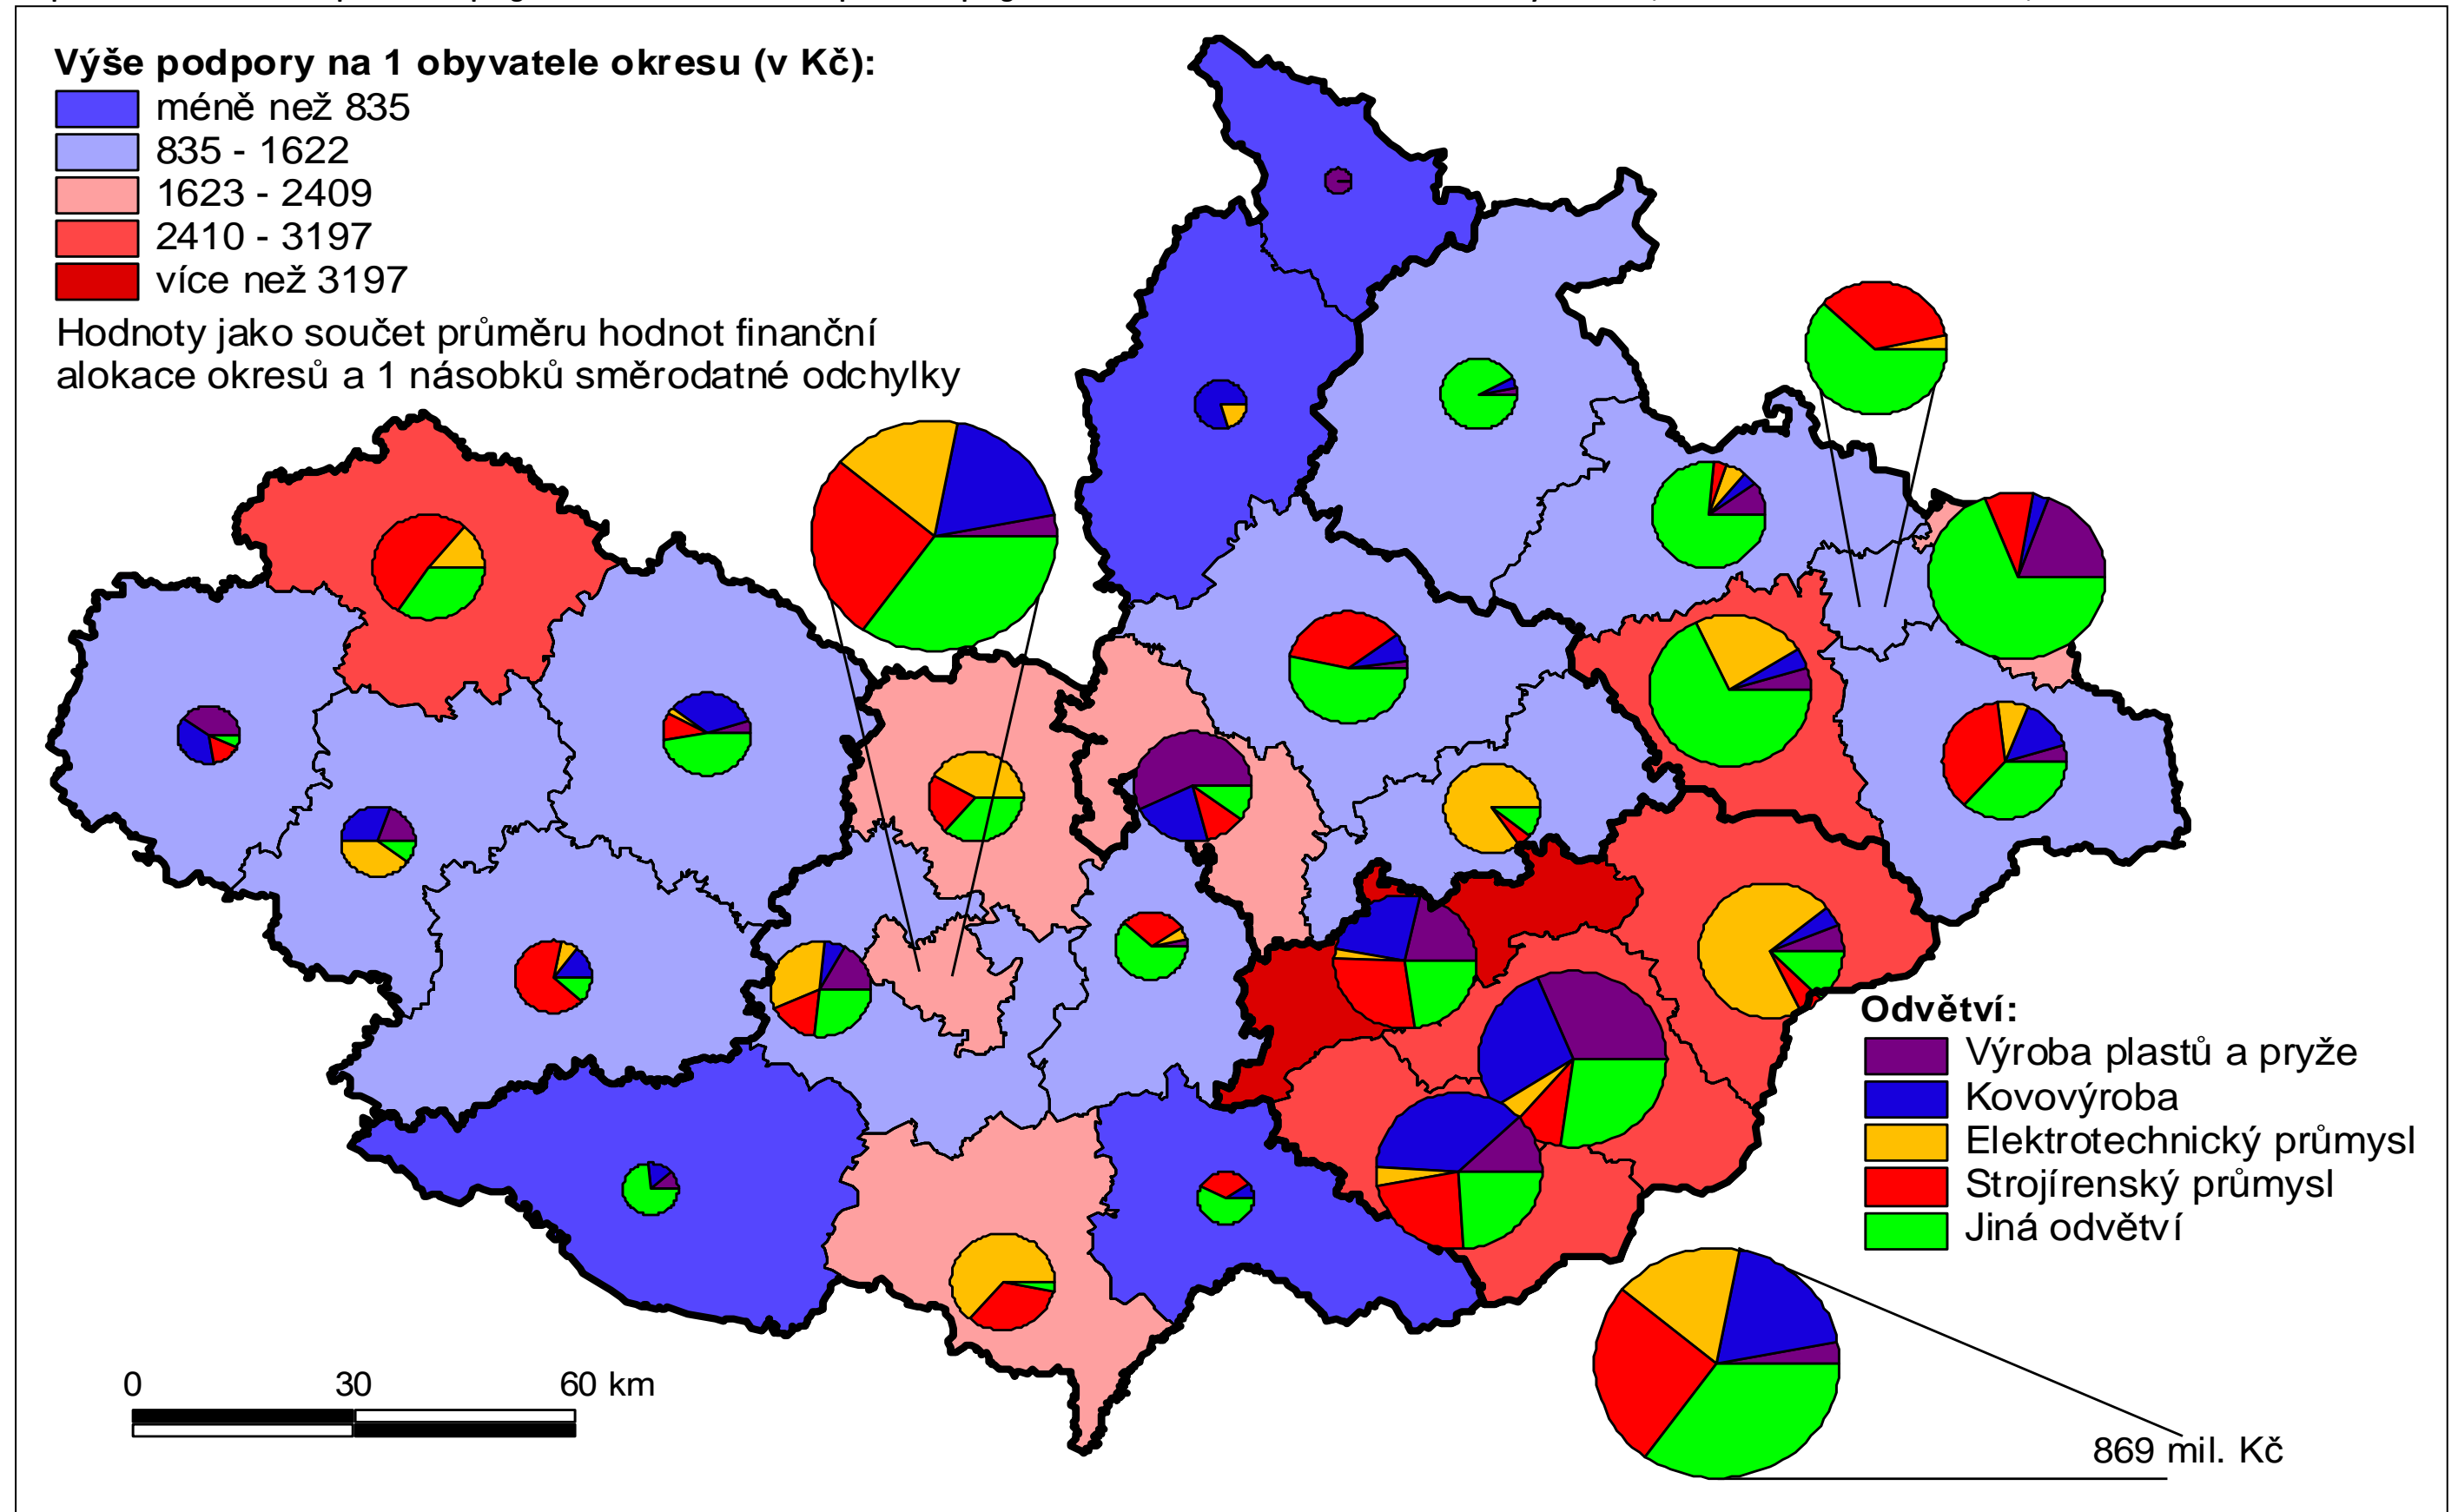 Výše podpory na 1 obyvatele okresu (v Kč):
méně než 835
835 - 1622
1623 - 2409
2410 - 3197
více než 3197
Hodnoty jako součet průměru hodnot finanční
alokace okresů a 1 násobků směrodatné odchylky
Odvětví:
Výroba plastů a pryže
Kovovýroba
Elektrotechnický průmysl
Strojírenský průmysl
Jiná odvětví
0 30 60 km
869 mil. Kč